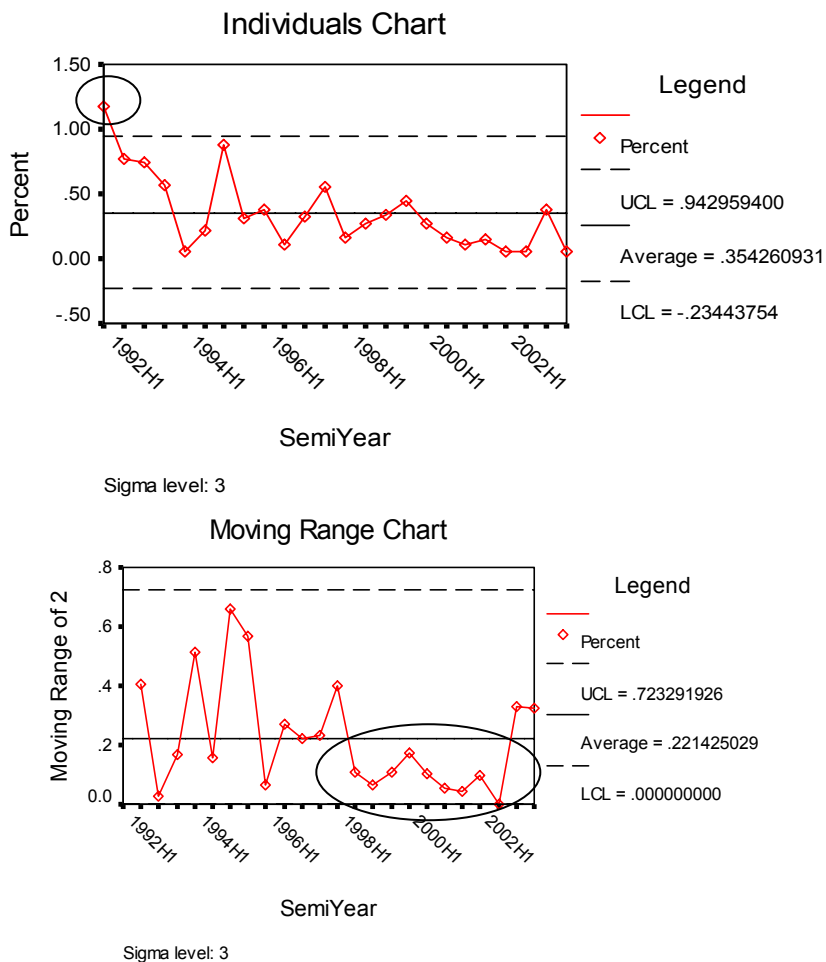 Individuals Chart
1.50
1.00
.50
0.00
-.50
Percent
1992H1
1994H1
1996H1
1998H1
2000H1
2002H1
SemiYear
Sigma level: 3
Legend
Percent
UCL = .942959400
Average = .354260931
LCL = -.23443754
Moving Range Chart
.8
.6
.4
.2
0.0
Moving Range of 2
1992H1
1994H1
1996H1
1998H1
2000H1
2002H1
SemiYear
Sigma level: 3
Legend
Percent
UCL = .723291926
Average = .221425029
LCL = .000000000